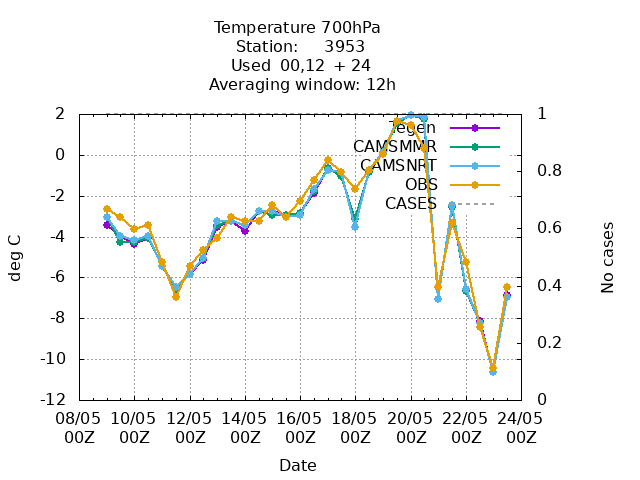 Temperature 700hPa
Station: 3953
Used 00,12 + 24
Averaging window: 12h
2
0
-2
-4
-6
-8
-10
-12
deg C
1
0.8
0.6
0.4
0.2
0
No cases
Tegen
CAMSMMR
CAMSNRT
OBS
CASES
08/05 10/05 12/05 14/05 16/05 18/05 20/05 22/05 24/05
00Z 00Z 00Z 00Z 00Z 00Z 00Z 00Z 00Z
Date